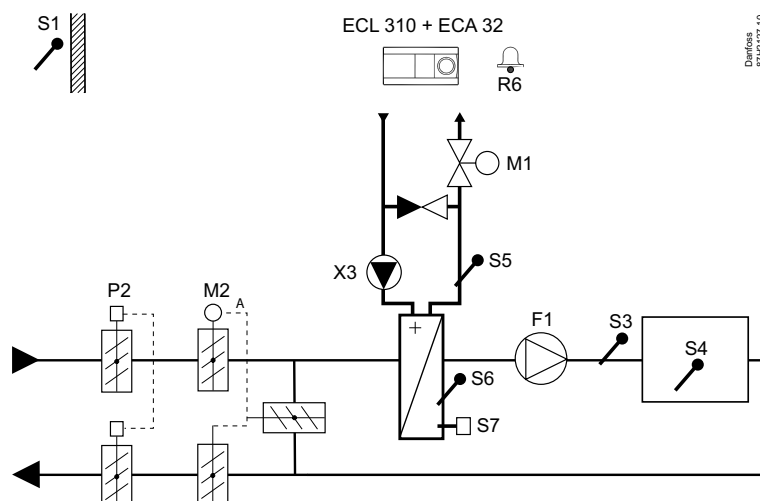 S1
ECL 310 + ECA 32
Danfoss
R6
M1
X3
S5
P2
M2
A
F1
S3
S4
+
S6
S7